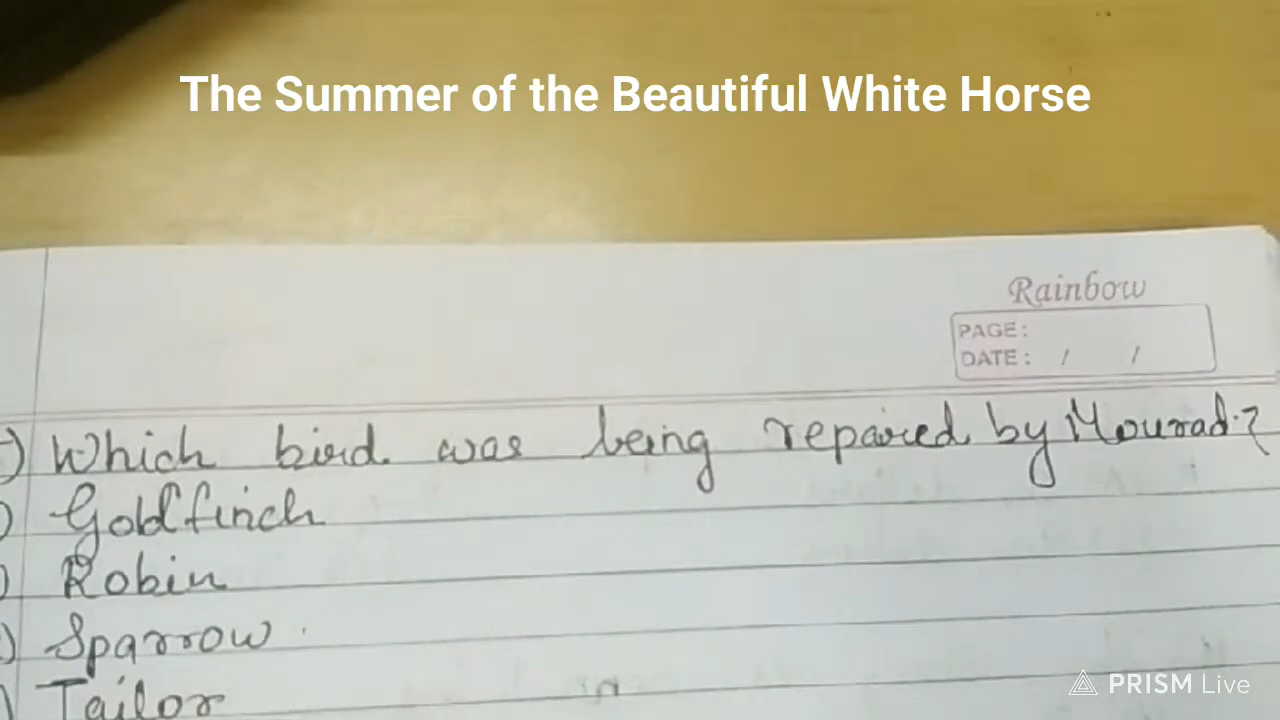 The Summer of the Beautiful White Horse
Rainbow
PAGE:
DATE: / /
) Which bird was being repaired by Mourad?
) Goldfinch
) Robin
) Sparrow
) Tailor
PRISM Live